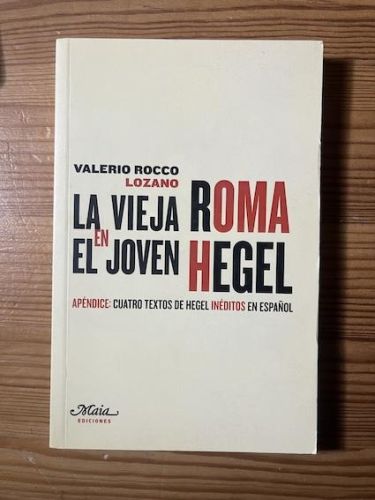 VALERIO ROCCO
LOZANO
LA VIEJA ROMA
EN
EL JOVEN HEGEL
APÉNDICE: CUATRO TEXTOS DE HEGEL INÉDITOS EN ESPAÑOL
Maia
EDICIONES